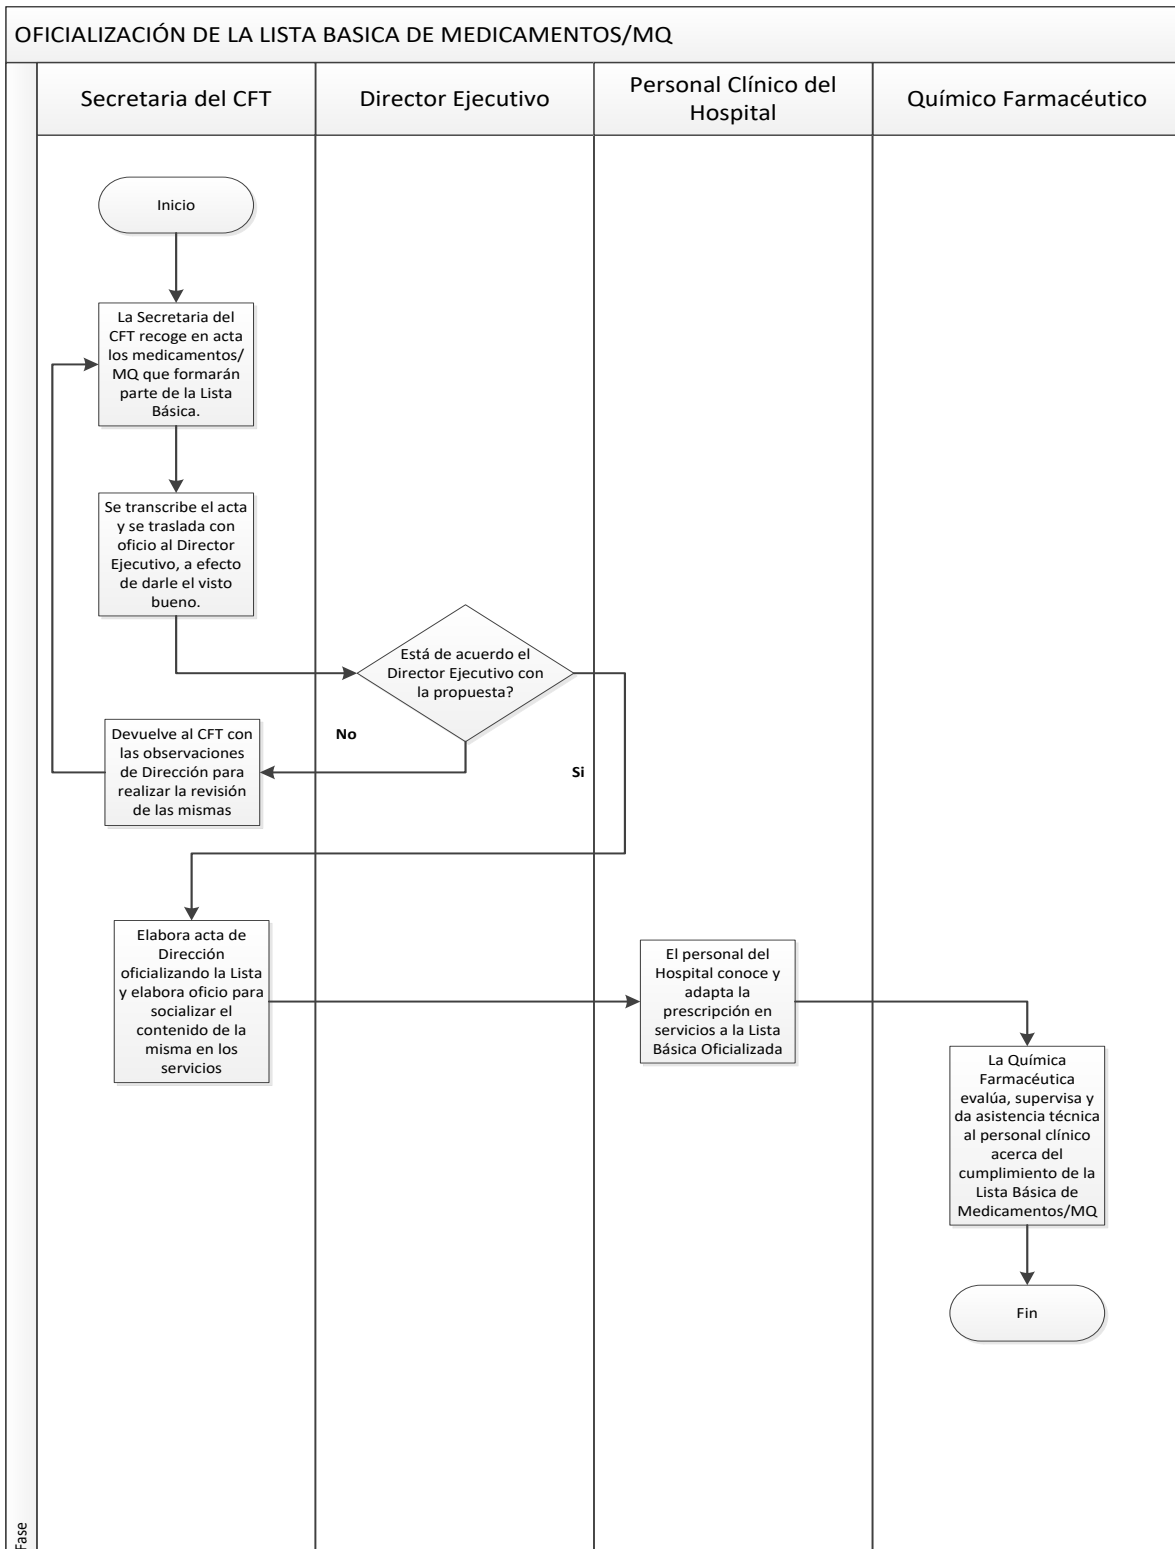 OFICIALIZACIÓN DE LA LISTA BASICA DE MEDICAMENTOS/MQ
Secretaria del CFT
Director Ejecutivo
Personal Clínico del
Hospital
Químico Farmacéutico
Inicio
La Secretaria del
CFT recoge en acta
los medicamentos/
MQ que formarán
parte de la Lista
Básica.
Se transcribe el acta
y se traslada con
oficio al Director
Ejecutivo, a efecto
de darle el visto
bueno.
Está de acuerdo el
Director Ejecutivo con
la propuesta?
No
Si
Devuelve al CFT con
las observaciones
de Dirección para
realizar la revisión
de las mismas
Elabora acta de
Dirección
oficializando la Lista
y elabora oficio para
socializar el
contenido de la
misma en los
servicios
El personal del
Hospital conoce y
adapta la
prescripción en
servicios a la Lista
Básica Oficializada
La Química
Farmacéutica
evalúa, supervisa y
da asistencia técnica
al personal clínico
acerca del
cumplimiento de la
Lista Básica de
Medicamentos/MQ
Fin
Fase